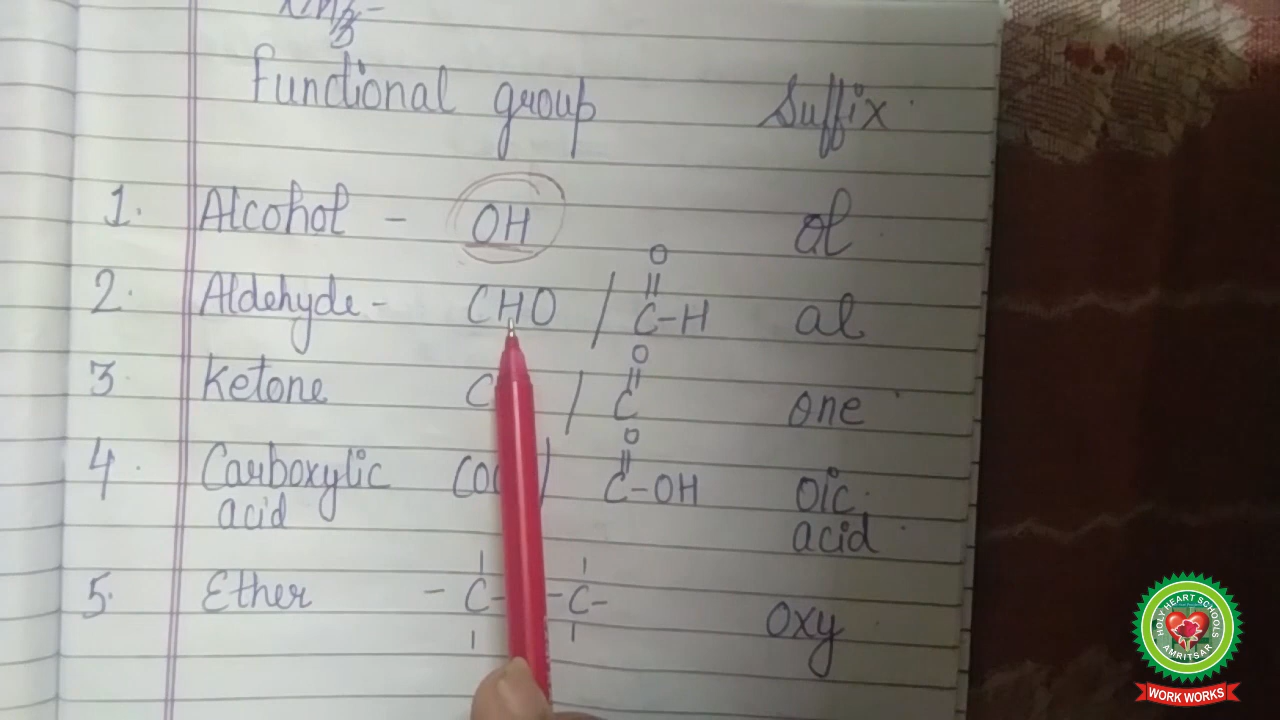 Functional group Suffix
1. Alcohol - OH ol
2. Aldehyde - CHO / O
||
C-H al
3. Ketone C / O
||
C one
4. Carboxylic acid / O
||
C-OH oic acid
5. Ether -C- -C- oxy
HOLY HEART SCHOOLS
AMRITSAR
WORK WORKS